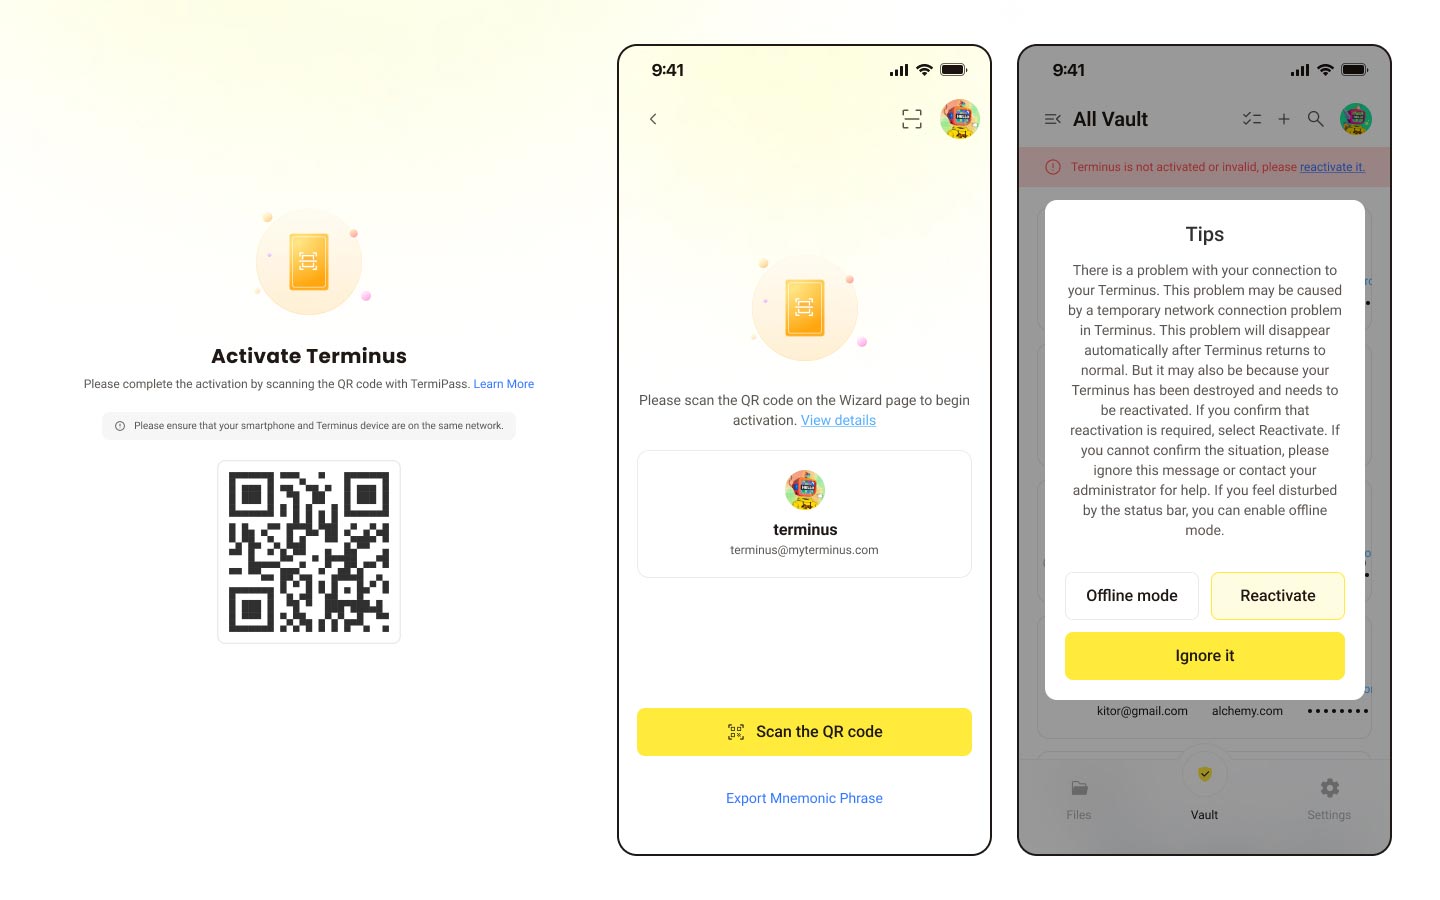 Activate Terminus
Please complete the activation by scanning the QR code with TermiPass. Learn More
Please ensure that your smartphone and Terminus device are on the same network.
9:41
Please scan the QR code on the Wizard page to begin
activation. View details
terminus
terminus@myterminus.com
Scan the QR code
Export Mnemonic Phrase
9:41
All Vault
Terminus is not activated or invalid, please reactivate it.
Tips
There is a problem with your connection to
your Terminus. This problem may be caused
by a temporary network connection problem
in Terminus. This problem will disappear
automatically after Terminus returns to
normal. But it may also be because your
Terminus has been destroyed and needs to
be reactivated. If you confirm that
reactivation is required, select Reactivate. If
you cannot confirm the situation, please
ignore this message or contact your
administrator for help. If you feel disturbed
by the status bar, you can enable offline
mode.
Offline mode
Reactivate
Ignore it
kitor@gmail.com alchemy.com ••••••••
Files
Vault
Settings